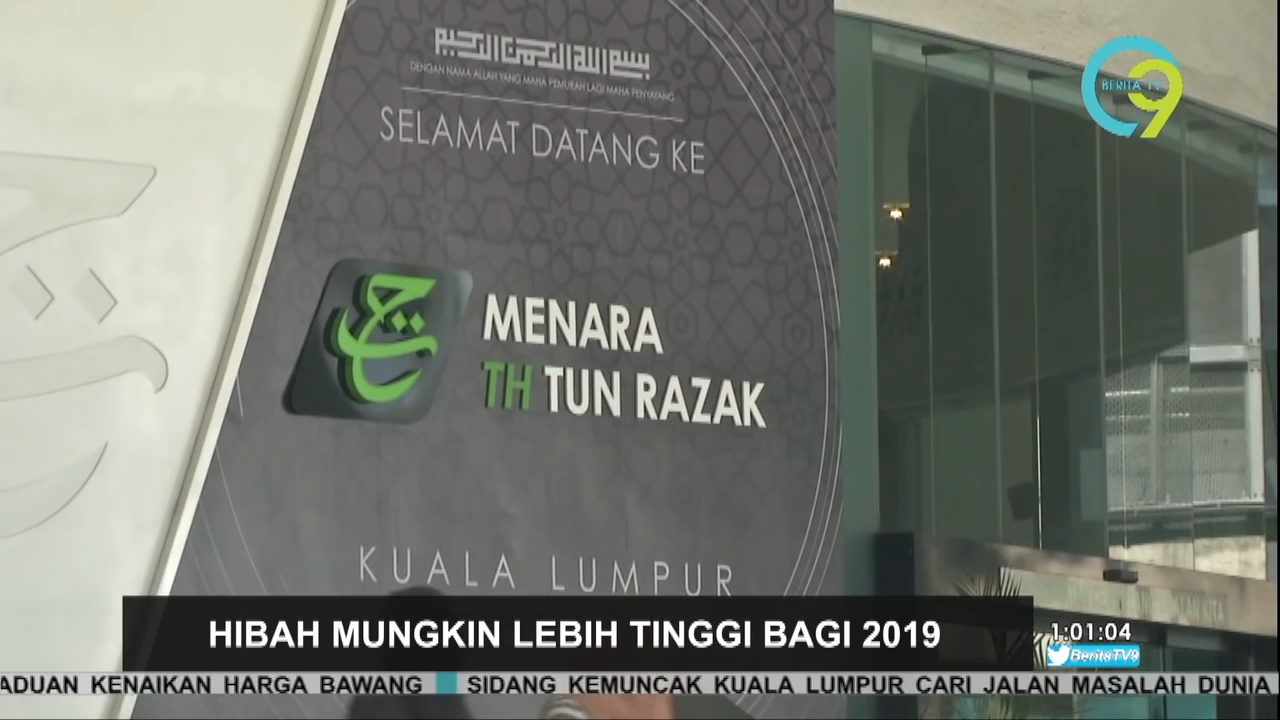 بسم الله الرحمن الرحيم
DENGAN NAMA ALLAH YANG MAHA PEMURAH LAGI MAHA PENYAYANG
SELAMAT DATANG KE
MENARA
TH TUN RAZAK
KUALA LUMPUR
BERITA TV
9
HIBAH MUNGKIN LEBIH TINGGI BAGI 2019
1:01:04
BeritaTV9
ADUAN KENAIKAN HARGA BAWANG SIDANG KEMUNCAK KUALA LUMPUR CARI JALAN MASALAH DUNIA